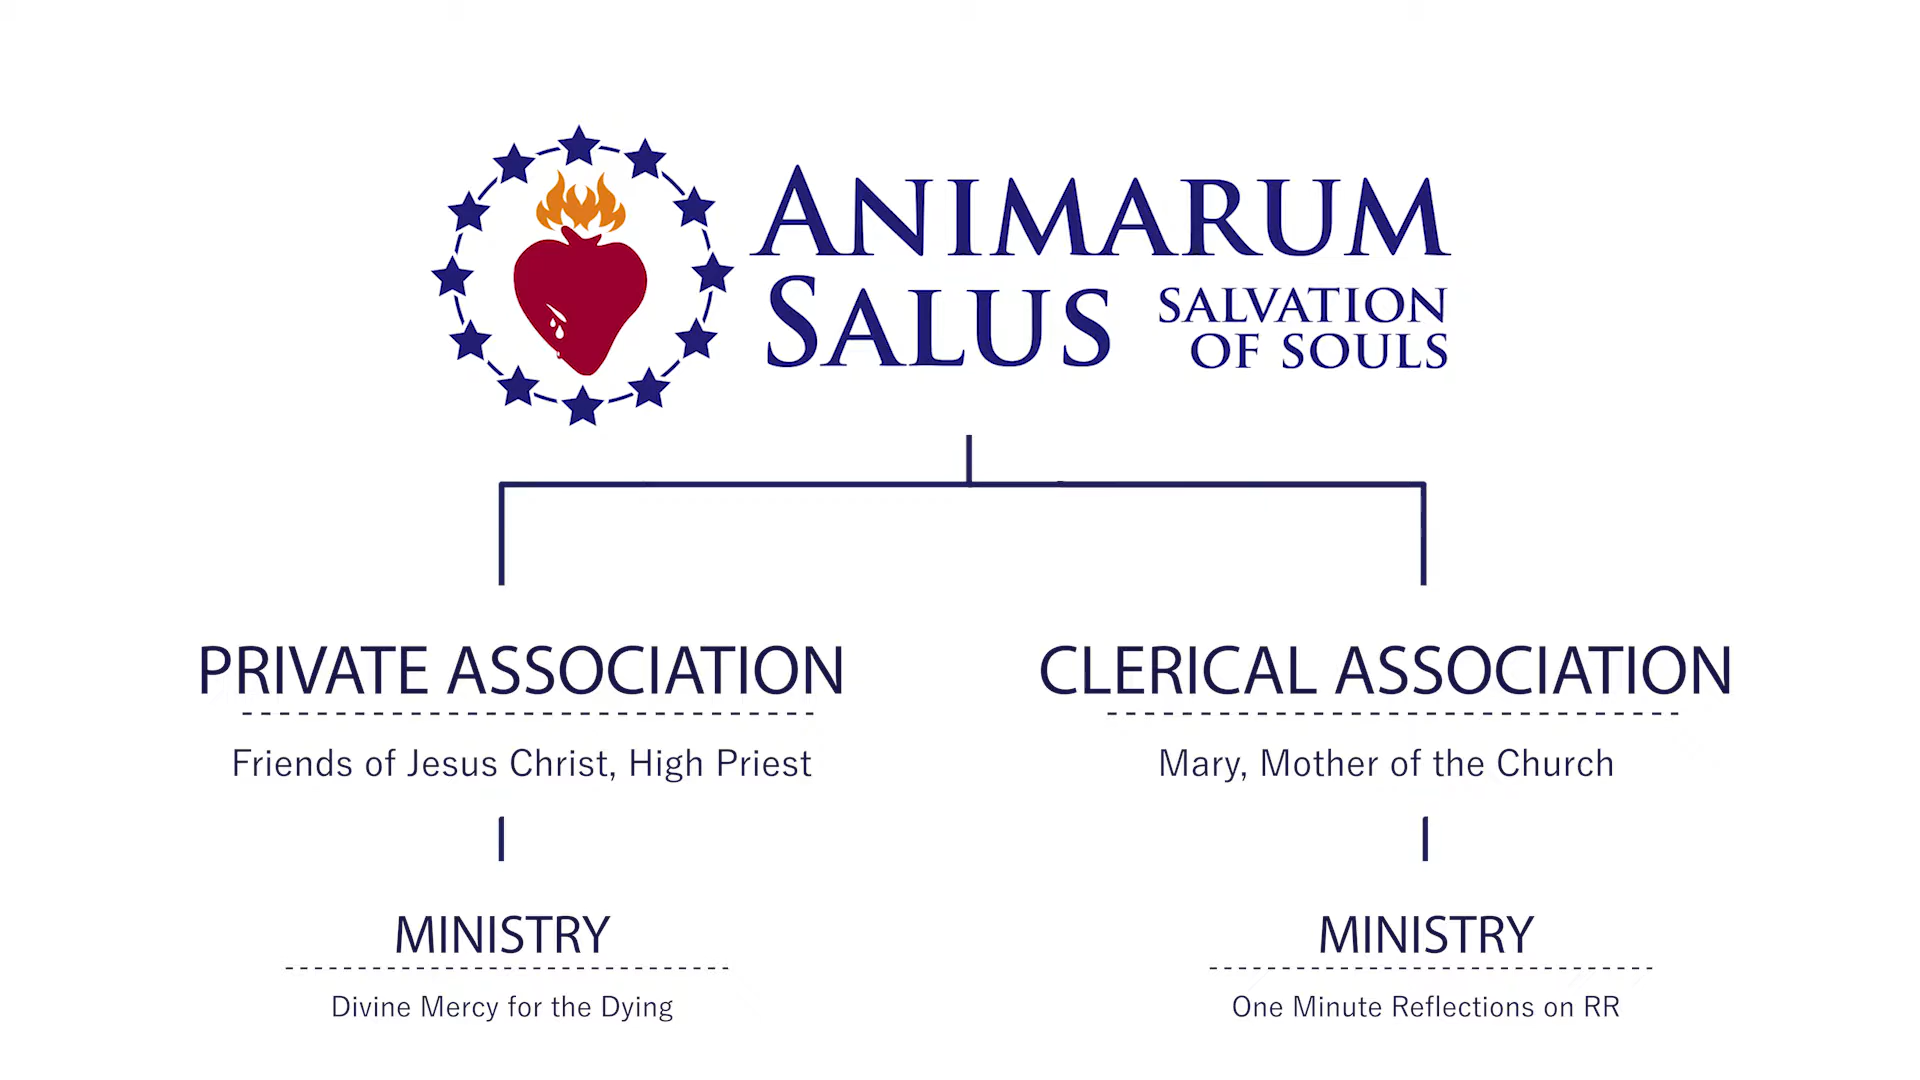 ANIMARUM
SALUS SALVATION
OF SOULS
PRIVATE ASSOCIATION
Friends of Jesus Christ, High Priest
MINISTRY
Divine Mercy for the Dying
CLERICAL ASSOCIATION
Mary, Mother of the Church
MINISTRY
One Minute Reflections on RR